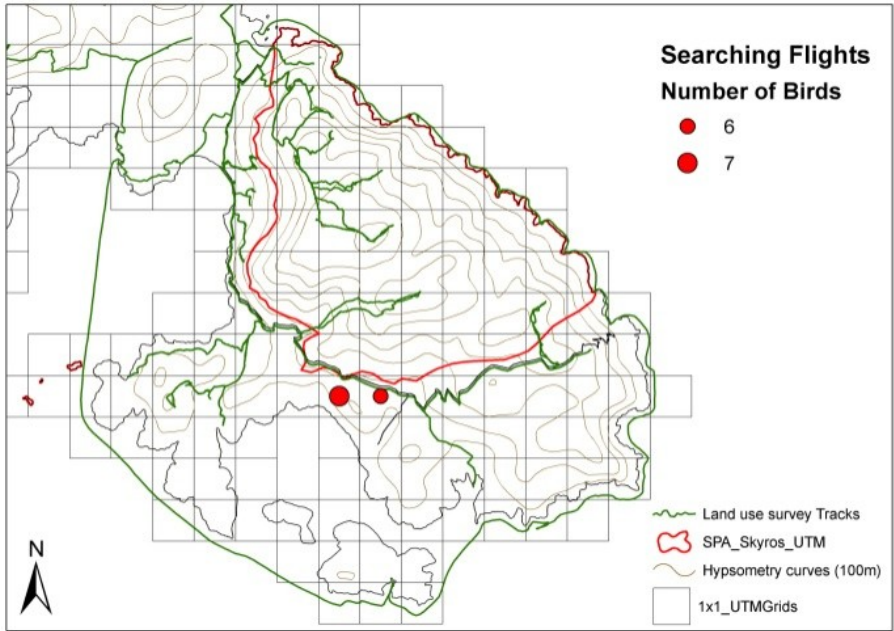 Searching Flights
Number of Birds
6
7
N
Land use survey Tracks
SPA_Skyros_UTM
Hypsometry curves (100m)
1x1_UTMGrids